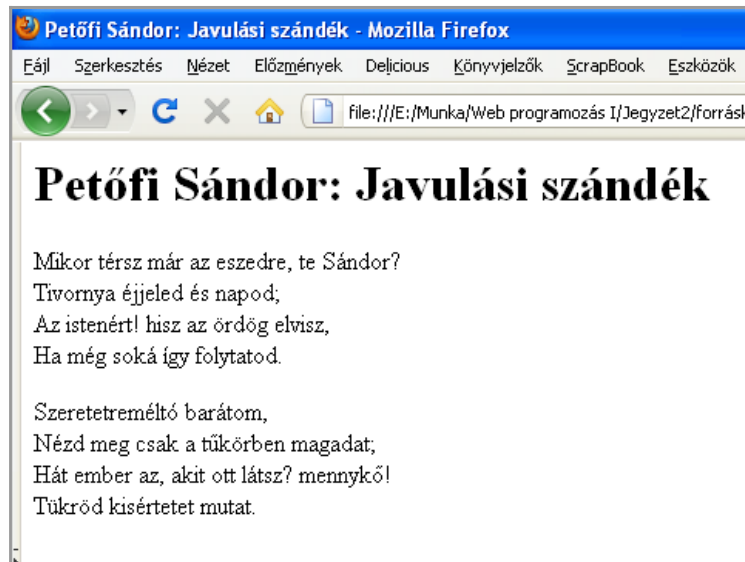 Petőfi Sándor: Javulási szándék - Mozilla Firefox
Fájl Szerkesztés Nézet Előzmények Delicious Könyvjelzők ScrapBook Eszközök
file:///E:/Munka/Web programozás I/Jegyzet2/forrásk
Petőfi Sándor: Javulási szándék
Mikor térsz már az eszedre, te Sándor?
Tivornya éjjeled és napod;
Az istenért! hisz az ördög elvisz,
Ha még soká így folytatod.
Szeretetreméltó barátom,
Nézd meg csak a tűkörben magadat;
Hát ember az, akit ott látsz? mennykő!
Tükröd kisértetet mutat.